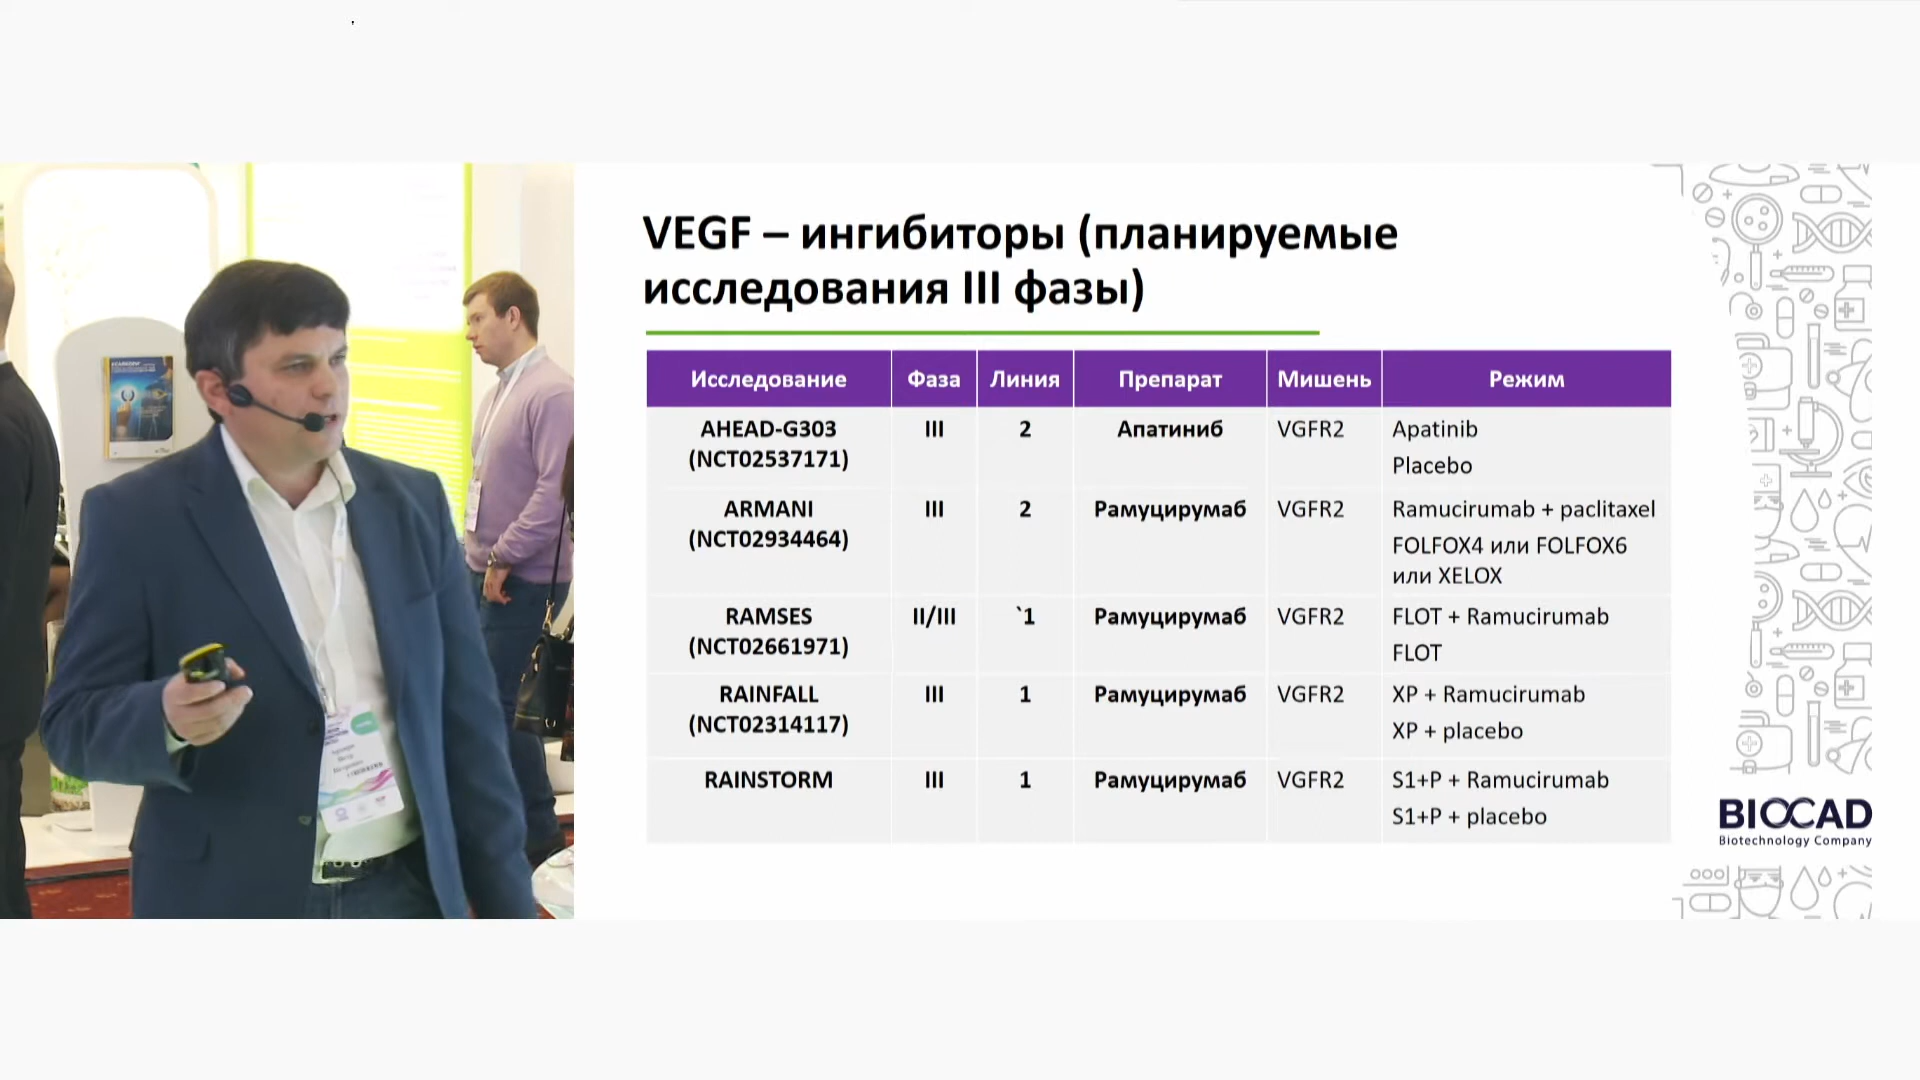 VEGF – ингибиторы (планируемые
исследования III фазы)
Исследование Фаза Линия Препарат Мишень Режим
AHEAD-G303 III 2 Апатиниб VGFR2 Apatinib
(NCT02537171) Placebo
ARMANI III 2 Рамуцирумаб VGFR2 Ramucirumab + paclitaxel
(NCT02934464) FOLFOX4 или FOLFOX6
или XELOX
RAMSES II/III `1 Рамуцирумаб VGFR2 FLOT + Ramucirumab
(NCT02661971) FLOT
RAINFALL III 1 Рамуцирумаб VGFR2 XP + Ramucirumab
(NCT02314117) XP + placebo
RAINSTORM III 1 Рамуцирумаб VGFR2 S1+P + Ramucirumab
S1+P + placebo
BIOCAD
Biotechnology Company